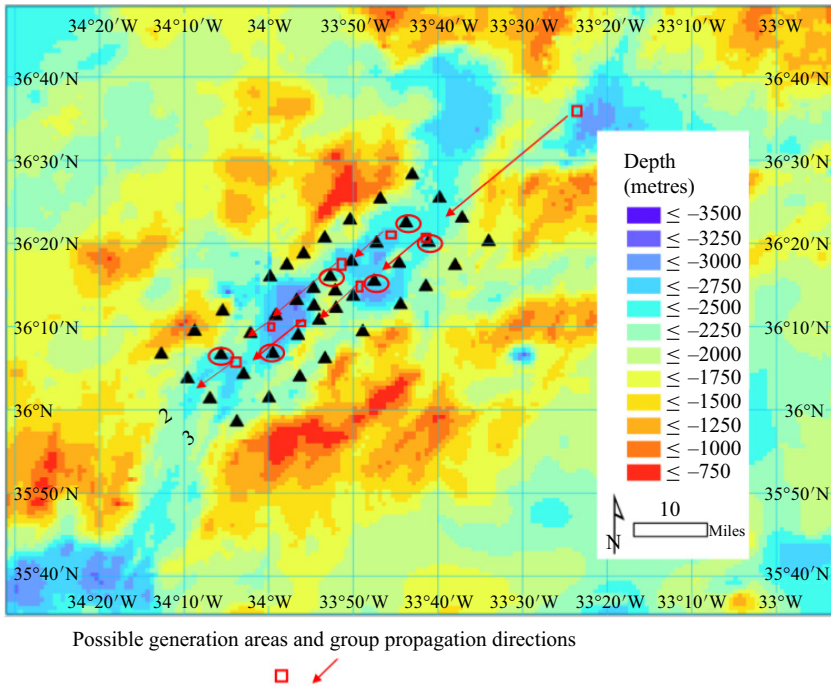 34°20′W 34°10′W 34°W 33°50′W 33°40′W 33°30′W 33°20′W 33°10′W 33°W
36°40′N 36°40′N
36°30′N 36°30′N
36°20′N 36°20′N
36°10′N 36°10′N
36°N 36°N
35°50′N 35°50′N
35°40′N 35°40′N
34°20′W 34°10′W 34°W 33°50′W 33°40′W 33°30′W 33°20′W 33°10′W 33°W
2
3
Depth
(metres)
≤ –3500
≤ –3250
≤ –3000
≤ –2750
≤ –2500
≤ –2250
≤ –2000
≤ –1750
≤ –1500
≤ –1250
≤ –1000
≤ –750
N
10
Miles
Possible generation areas and group propagation directions